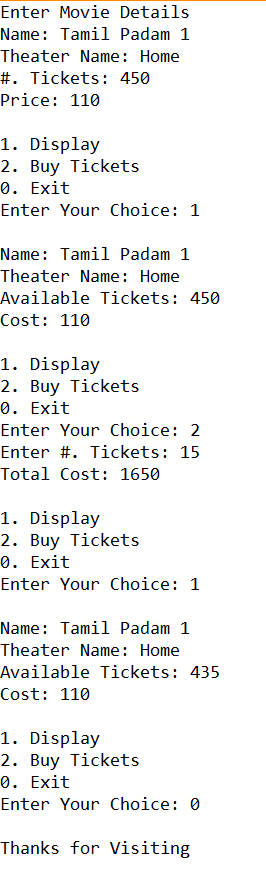 Enter Movie Details
Name: Tamil Padam 1
Theater Name: Home
#. Tickets: 450
Price: 110
1. Display
2. Buy Tickets
0. Exit
Enter Your Choice: 1
Name: Tamil Padam 1
Theater Name: Home
Available Tickets: 450
Cost: 110
1. Display
2. Buy Tickets
0. Exit
Enter Your Choice: 2
Enter #. Tickets: 15
Total Cost: 1650
1. Display
2. Buy Tickets
0. Exit
Enter Your Choice: 1
Name: Tamil Padam 1
Theater Name: Home
Available Tickets: 435
Cost: 110
1. Display
2. Buy Tickets
0. Exit
Enter Your Choice: 0
Thanks for Visiting